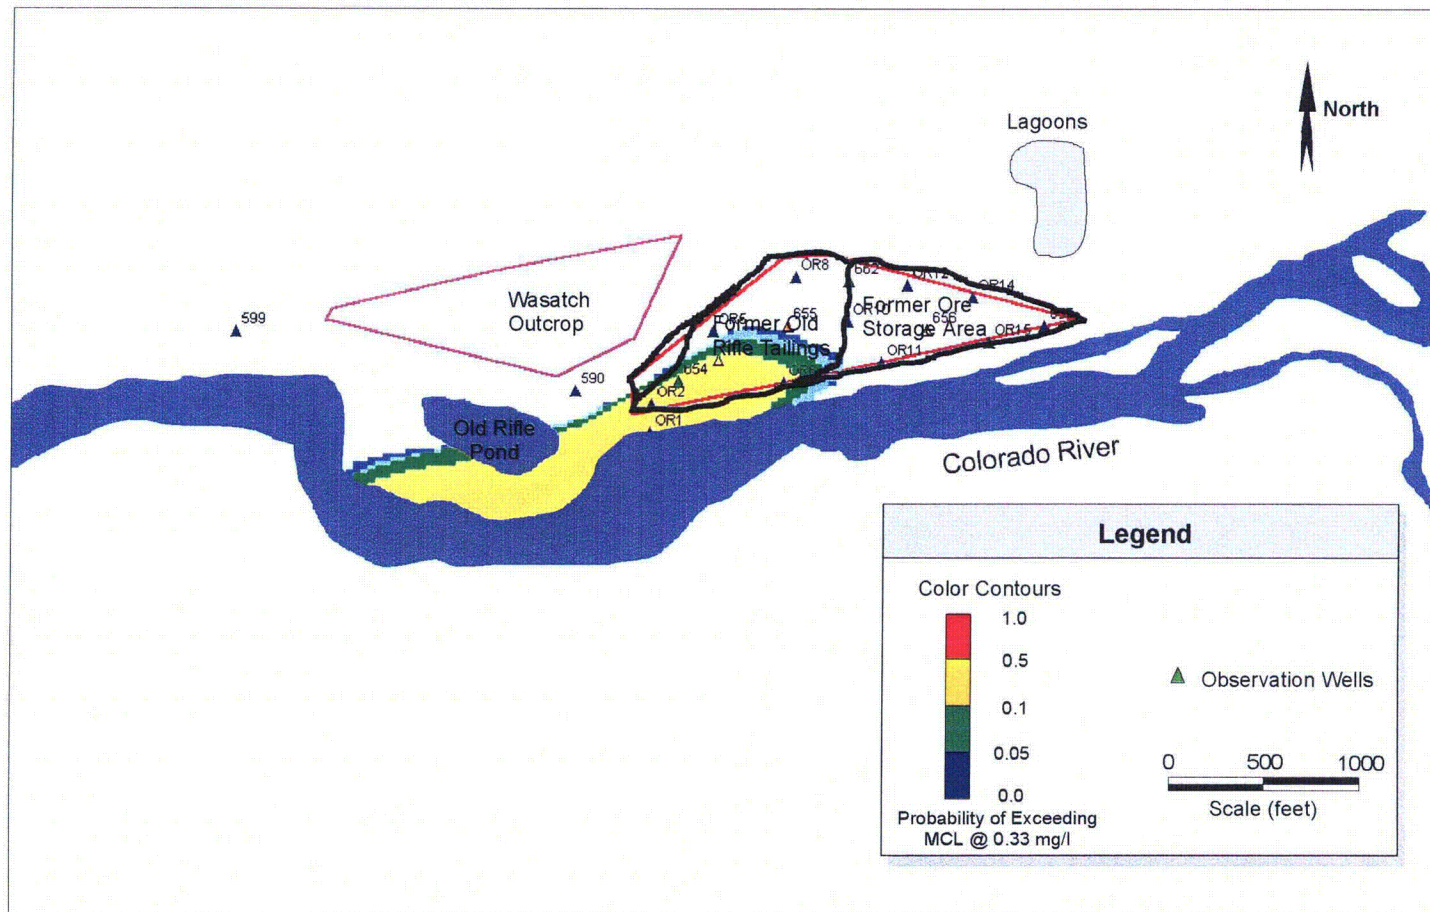 North
Lagoons
OR8
662
OR12
OR14
Wasatch
Outcrop
599
OR5
655
OR10
Former Ore
Storage Area
656
OR15
Former Old
Rifle Tailings
OR11
590
654
OR2
OR1
Old Rifle
Pond
Colorado River
Legend
Color Contours
1.0
0.5
0.1
0.05
0.0
Probability of Exceeding
MCL @ 0.33 mg/l
Observation Wells
0 500 1000
Scale (feet)